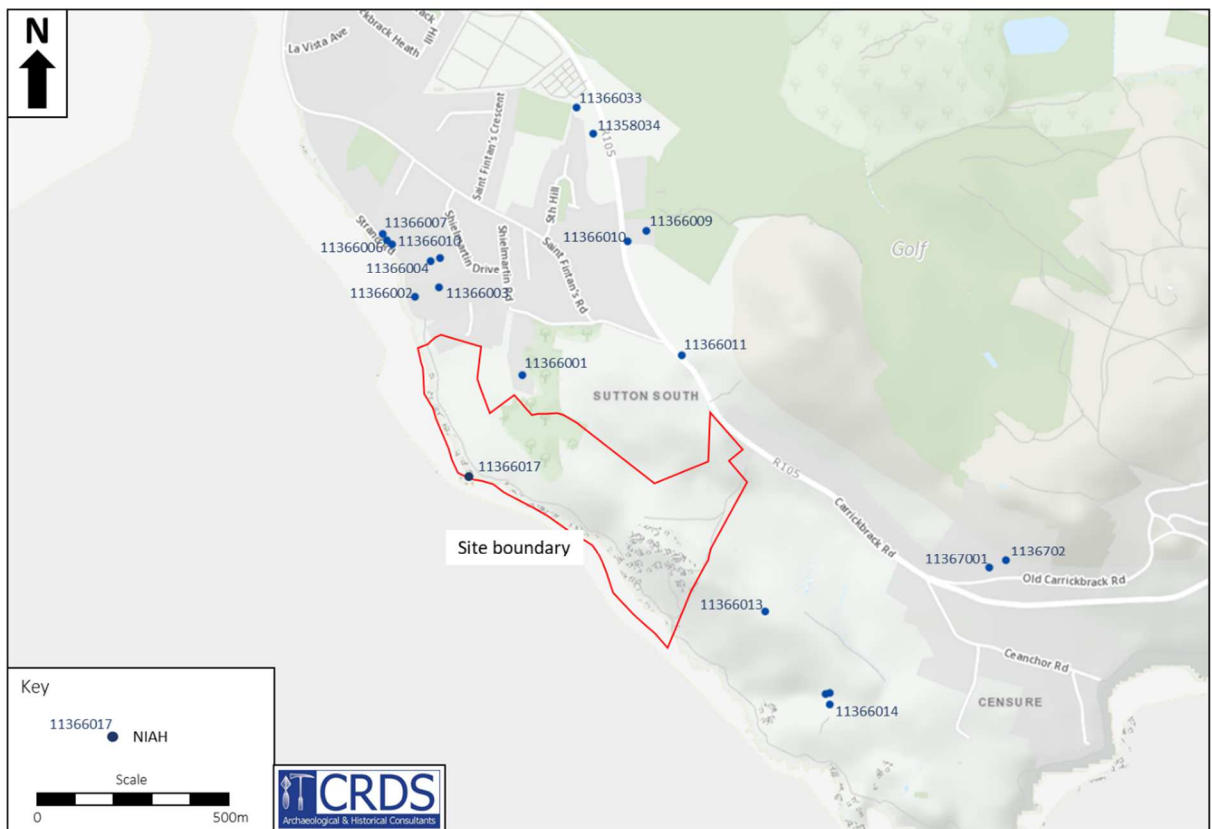 N
La Vista Ave
Carrickbrack Heath
Hill
Saint Fintan's Crescent
11366033
11358034
R105
Sth Hill
11366007
Strand Rd
11366006
11366010
11366004
Shielmartin Drive
Shielmartin Rd
Saint Fintan's Rd
11366010
11366009
Golf
11366002
11366003
11366001
11366011
SUTTON SOUTH
11366017
R105
Site boundary
Carrickbrack Rd
11367001
1136702
Old Carrickbrack Rd
11366013
Ceanchor Rd
CENSURE
11366014
Key
11366017
NIAH
Scale
0
500m
CRDS
Archaeological & Historical Consultants